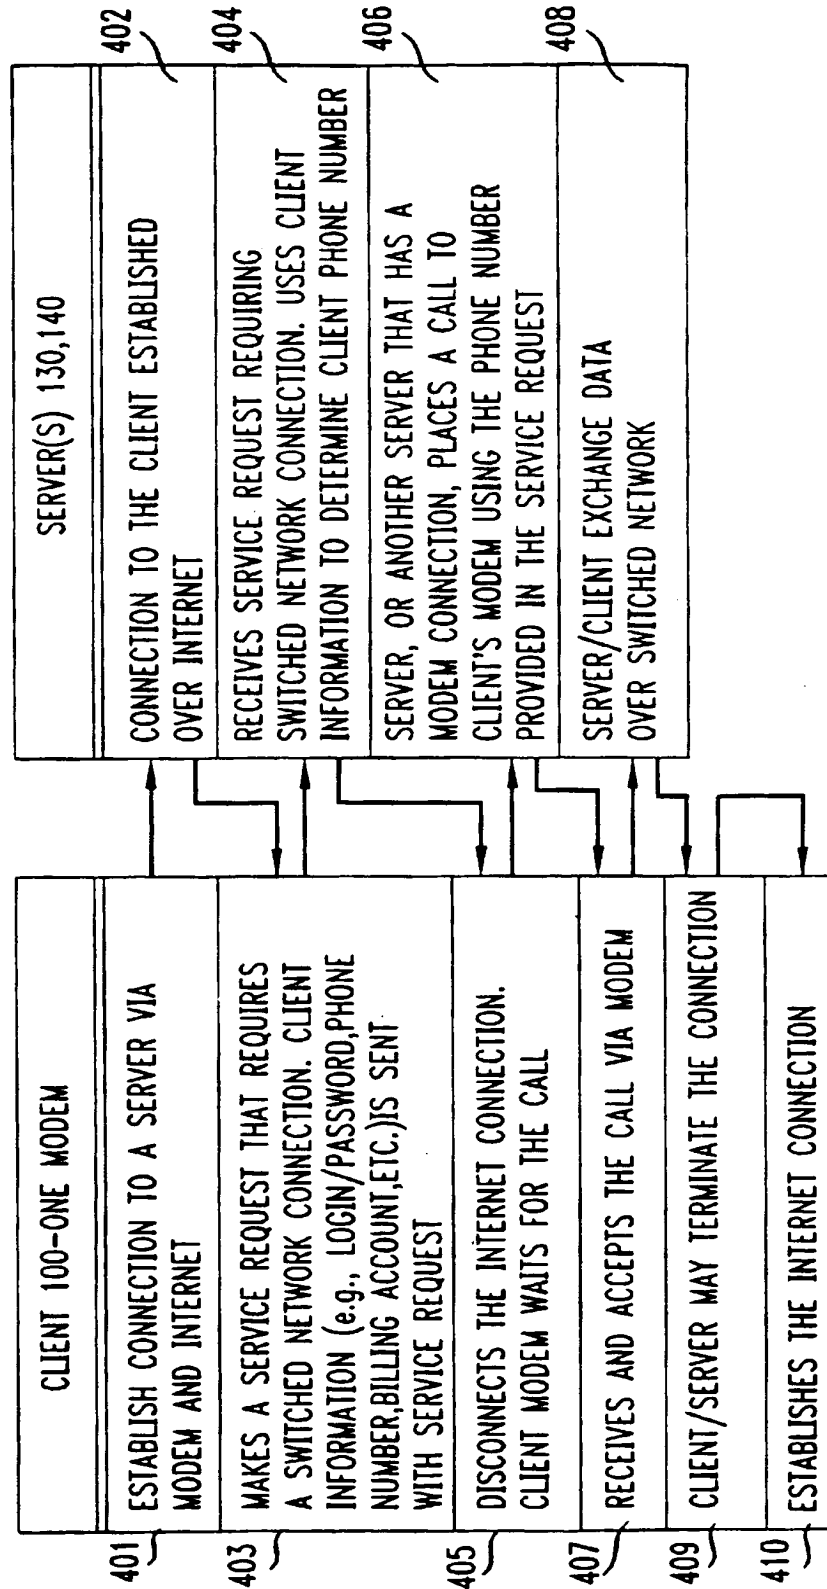 CLIENT 100-ONE MODEM
401
ESTABLISH CONNECTION TO A SERVER VIA
MODEM AND INTERNET
403
MAKES A SERVICE REQUEST THAT REQUIRES
A SWITCHED NETWORK CONNECTION. CLIENT
INFORMATION (e.g., LOGIN/PASSWORD,PHONE
NUMBER,BILLING ACCOUNT,ETC.)IS SENT
WITH SERVICE REQUEST
405
DISCONNECTS THE INTERNET CONNECTION.
CLIENT MODEM WAITS FOR THE CALL
407
RECEIVES AND ACCEPTS THE CALL VIA MODEM
409
CLIENT/SERVER MAY TERMINATE THE CONNECTION
410
ESTABLISHES THE INTERNET CONNECTION
SERVER(S) 130,140
CONNECTION TO THE CLIENT ESTABLISHED
OVER INTERNET
402
RECEIVES SERVICE REQUEST REQUIRING
SWITCHED NETWORK CONNECTION. USES CLIENT
INFORMATION TO DETERMINE CLIENT PHONE NUMBER
404
SERVER, OR ANOTHER SERVER THAT HAS A
MODEM CONNECTION, PLACES A CALL TO
CLIENT'S MODEM USING THE PHONE NUMBER
PROVIDED IN THE SERVICE REQUEST
406
SERVER/CLIENT EXCHANGE DATA
OVER SWITCHED NETWORK
408